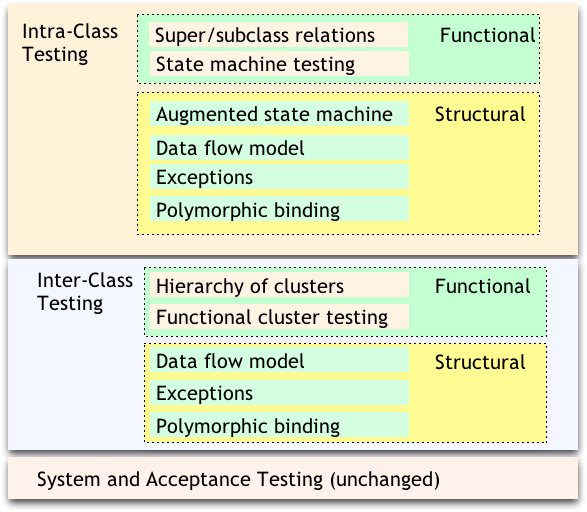 Intra-Class
Testing
Super/subclass relations
Functional
State machine testing
Augmented state machine
Structural
Data flow model
Exceptions
Polymorphic binding
Inter-Class
Testing
Hierarchy of clusters
Functional
Functional cluster testing
Data flow model
Structural
Exceptions
Polymorphic binding
System and Acceptance Testing (unchanged)